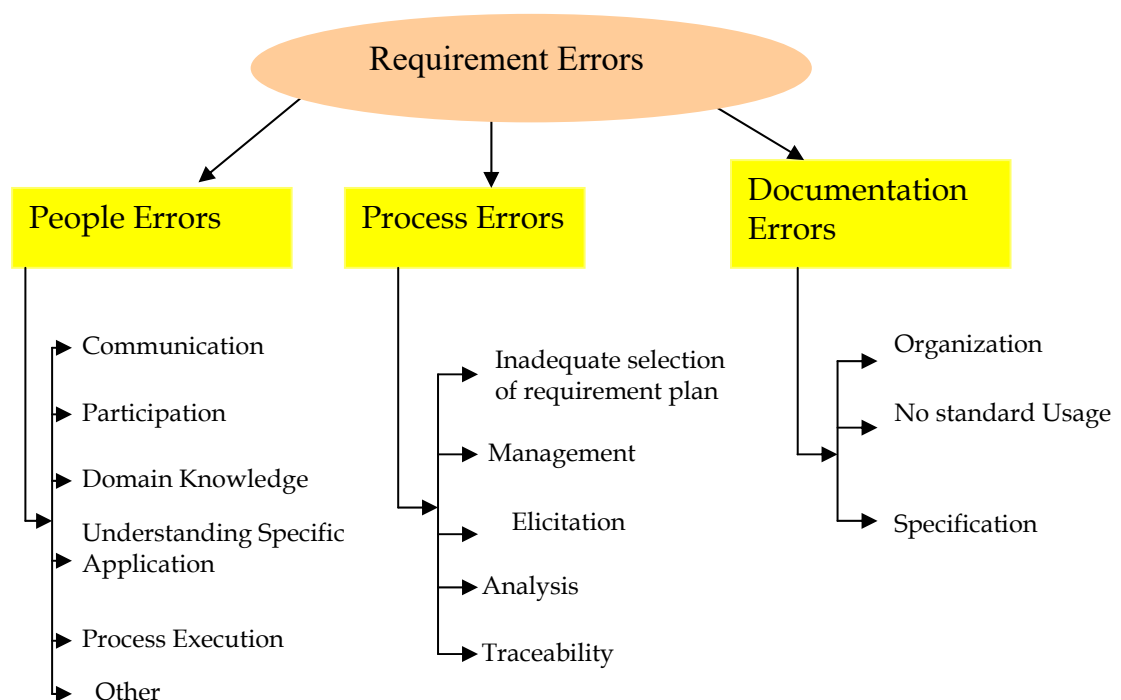 Requirement Errors
People Errors
Process Errors
Documentation
Errors
Communication
Participation
Domain Knowledge
Understanding Specific
Application
Process Execution
Other
Inadequate selection
of requirement plan
Management
Elicitation
Analysis
Traceability
Organization
No standard Usage
Specification